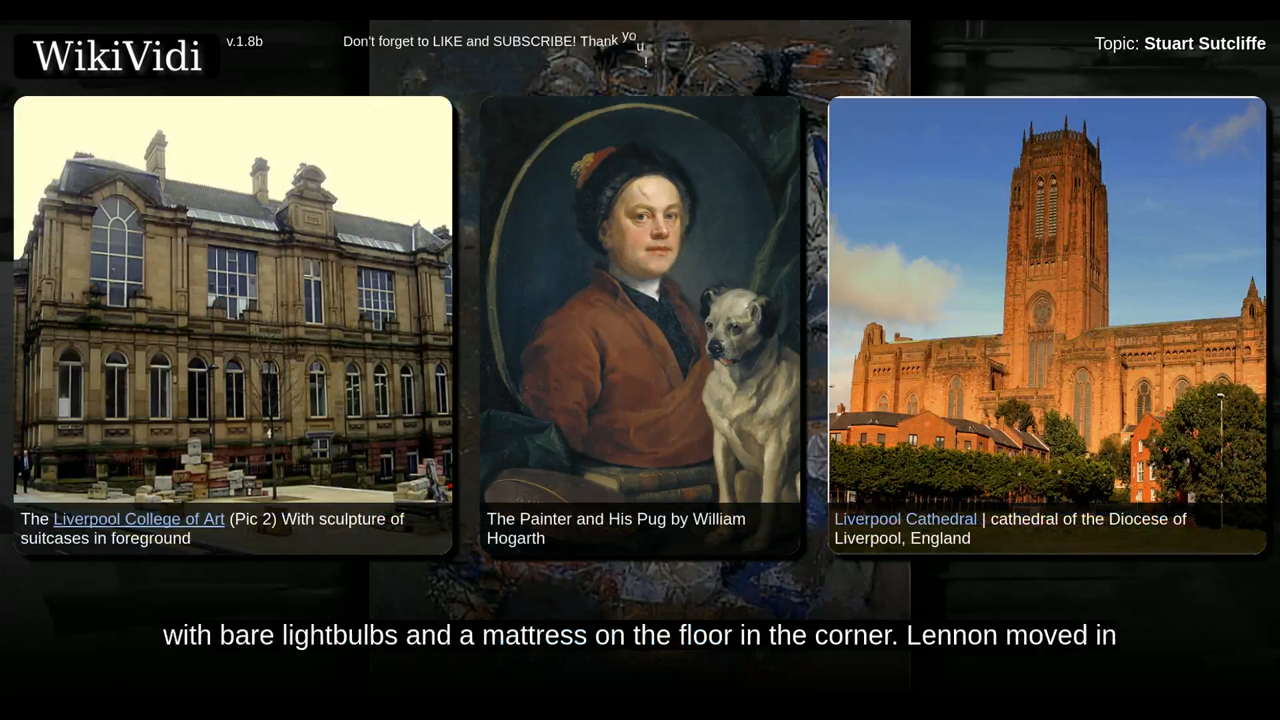 WikiVidi
v.1.8b
Don't forget to LIKE and SUBSCRIBE! Thank you!
Topic: Stuart Sutcliffe
The Liverpool College of Art (Pic 2) With sculpture of
suitcases in foreground
The Painter and His Pug by William
Hogarth
Liverpool Cathedral | cathedral of the Diocese of
Liverpool, England
with bare lightbulbs and a mattress on the floor in the corner. Lennon moved in